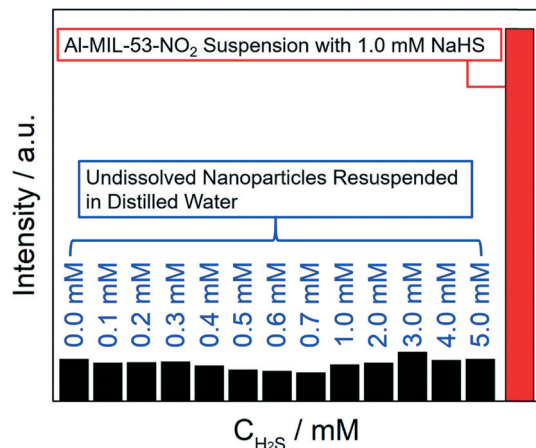 Al-MIL-53-NO₂ Suspension with 1.0 mM NaHS
Intensity / a.u.
Undissolved Nanoparticles Resuspended
in Distilled Water
0.0 mM
0.1 mM
0.2 mM
0.3 mM
0.4 mM
0.5 mM
0.6 mM
0.7 mM
1.0 mM
2.0 mM
3.0 mM
4.0 mM
5.0 mM
C_H₂S / mM